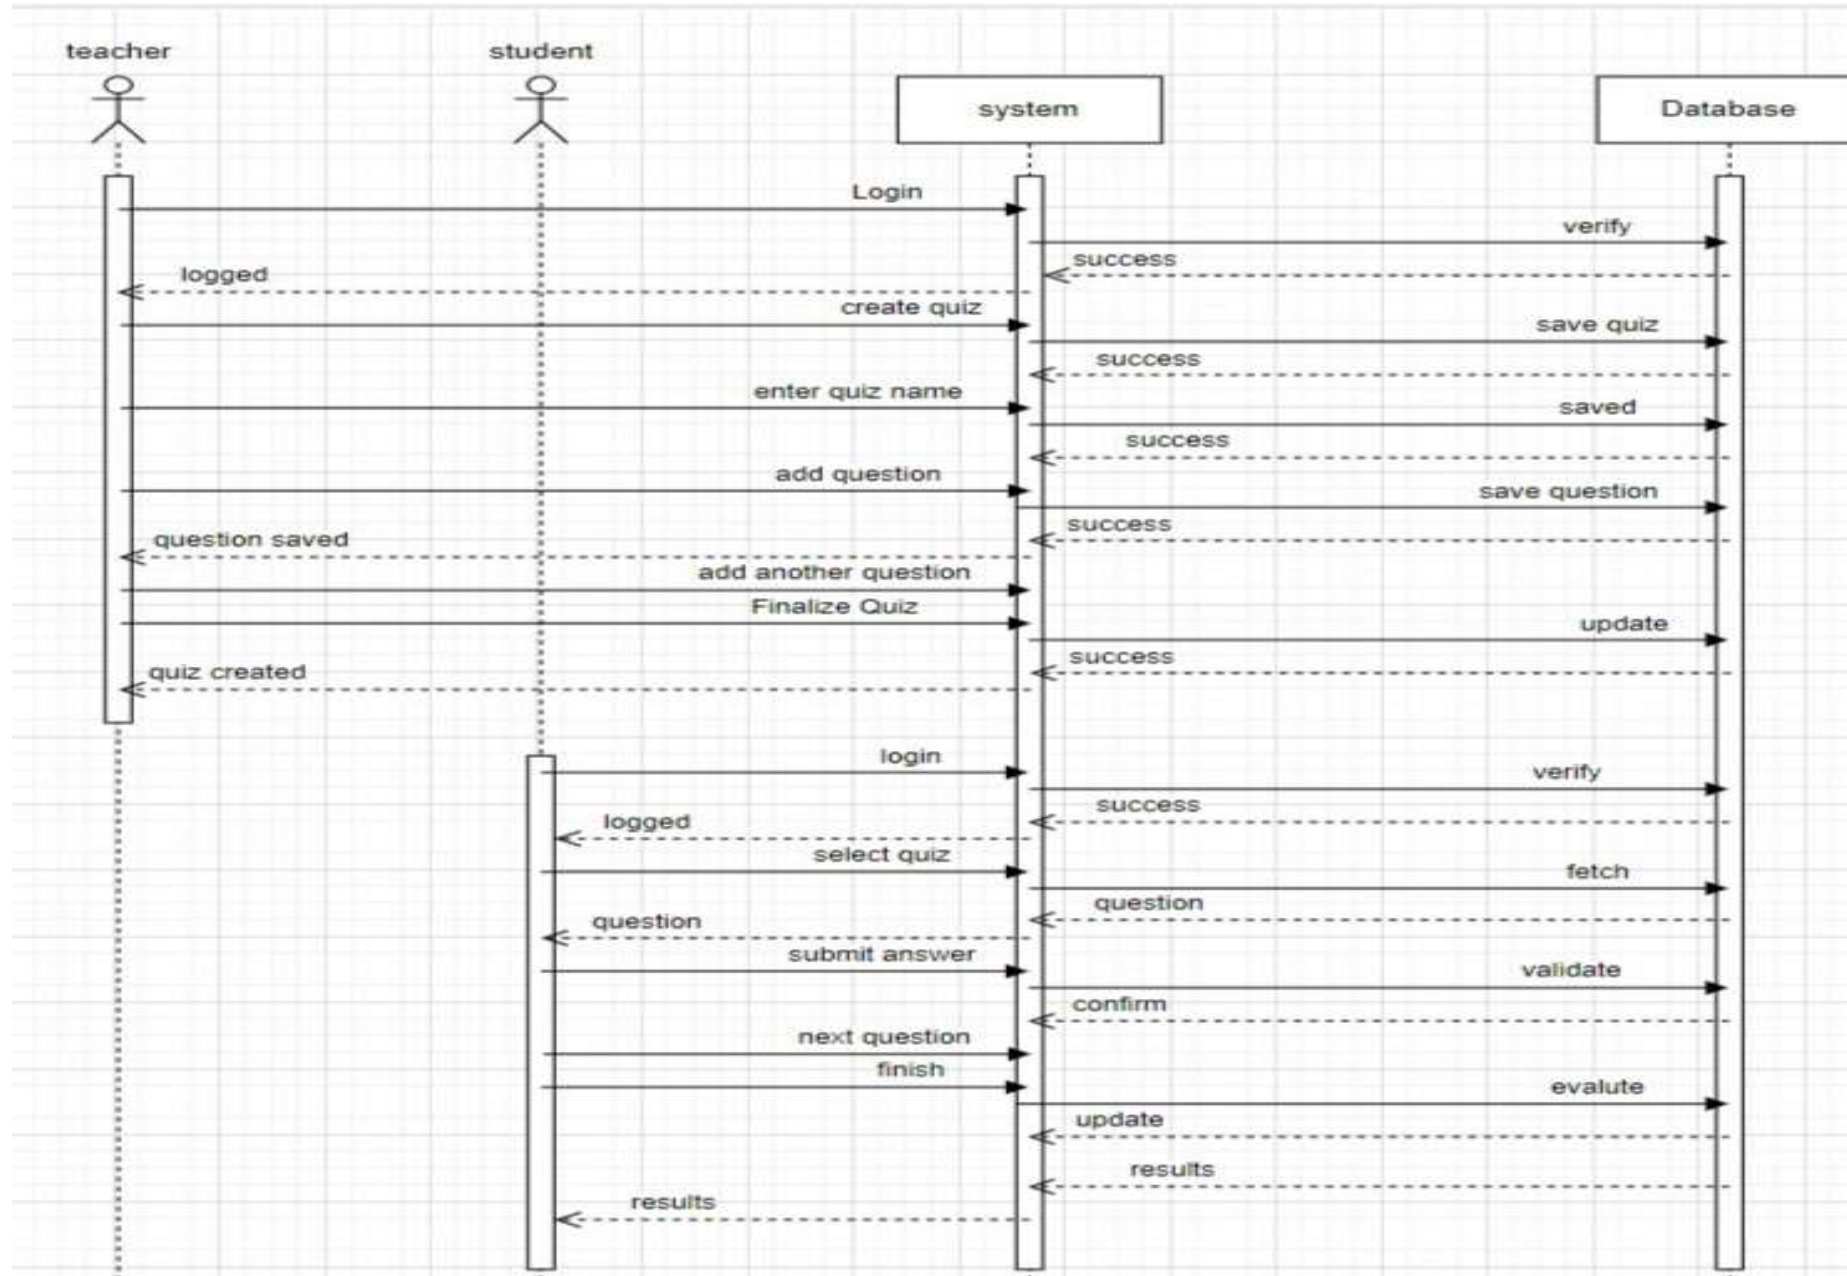 teacher
student
system
Database
Login
verify
success
logged
create quiz
save quiz
success
enter quiz name
saved
success
add question
save question
success
question saved
add another question
Finalize Quiz
update
success
quiz created
login
verify
success
logged
select quiz
fetch
question
question
submit answer
validate
confirm
next question
finish
evalute
update
results
results